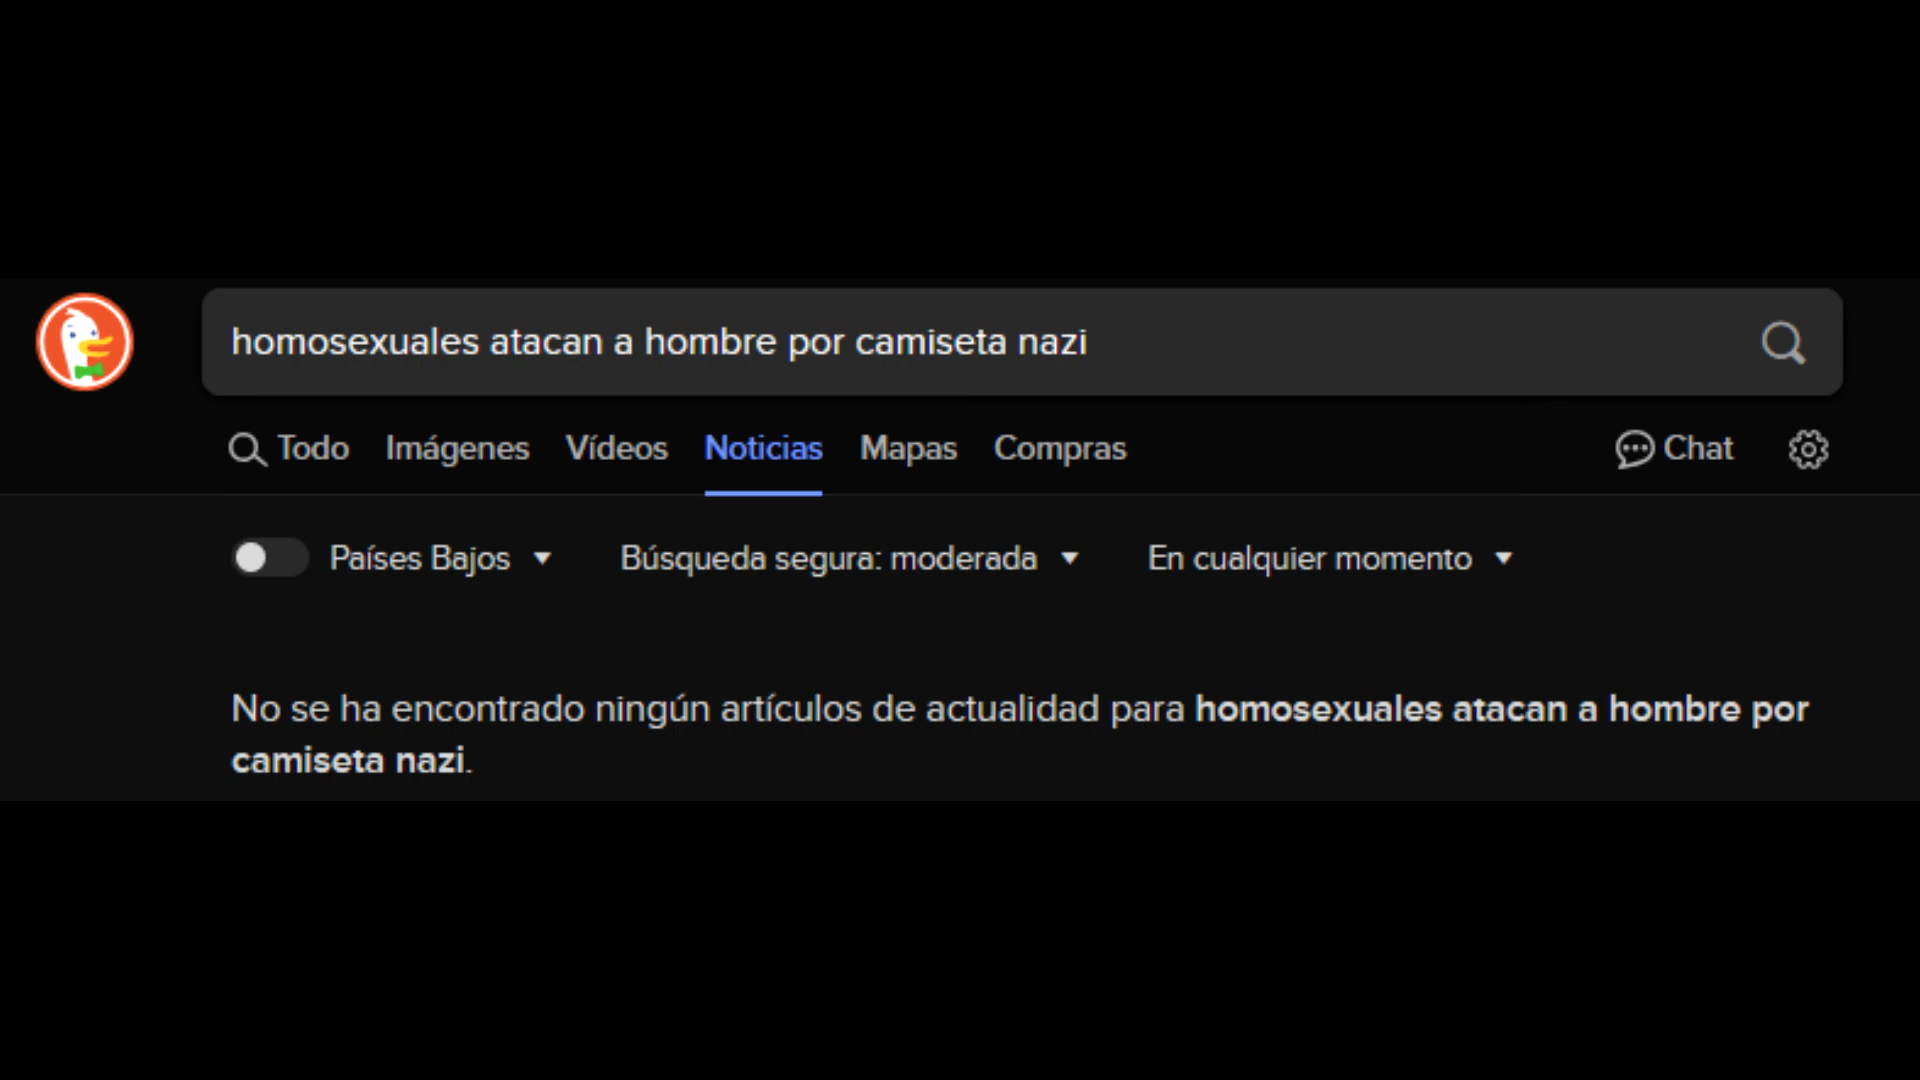 homosexuales atacan a hombre por camiseta nazi
Todo Imágenes Vídeos Noticias Mapas Compras Chat
Países Bajos Búsqueda segura: moderada En cualquier momento
No se ha encontrado ningún artículos de actualidad para homosexuales atacan a hombre por
camiseta nazi.